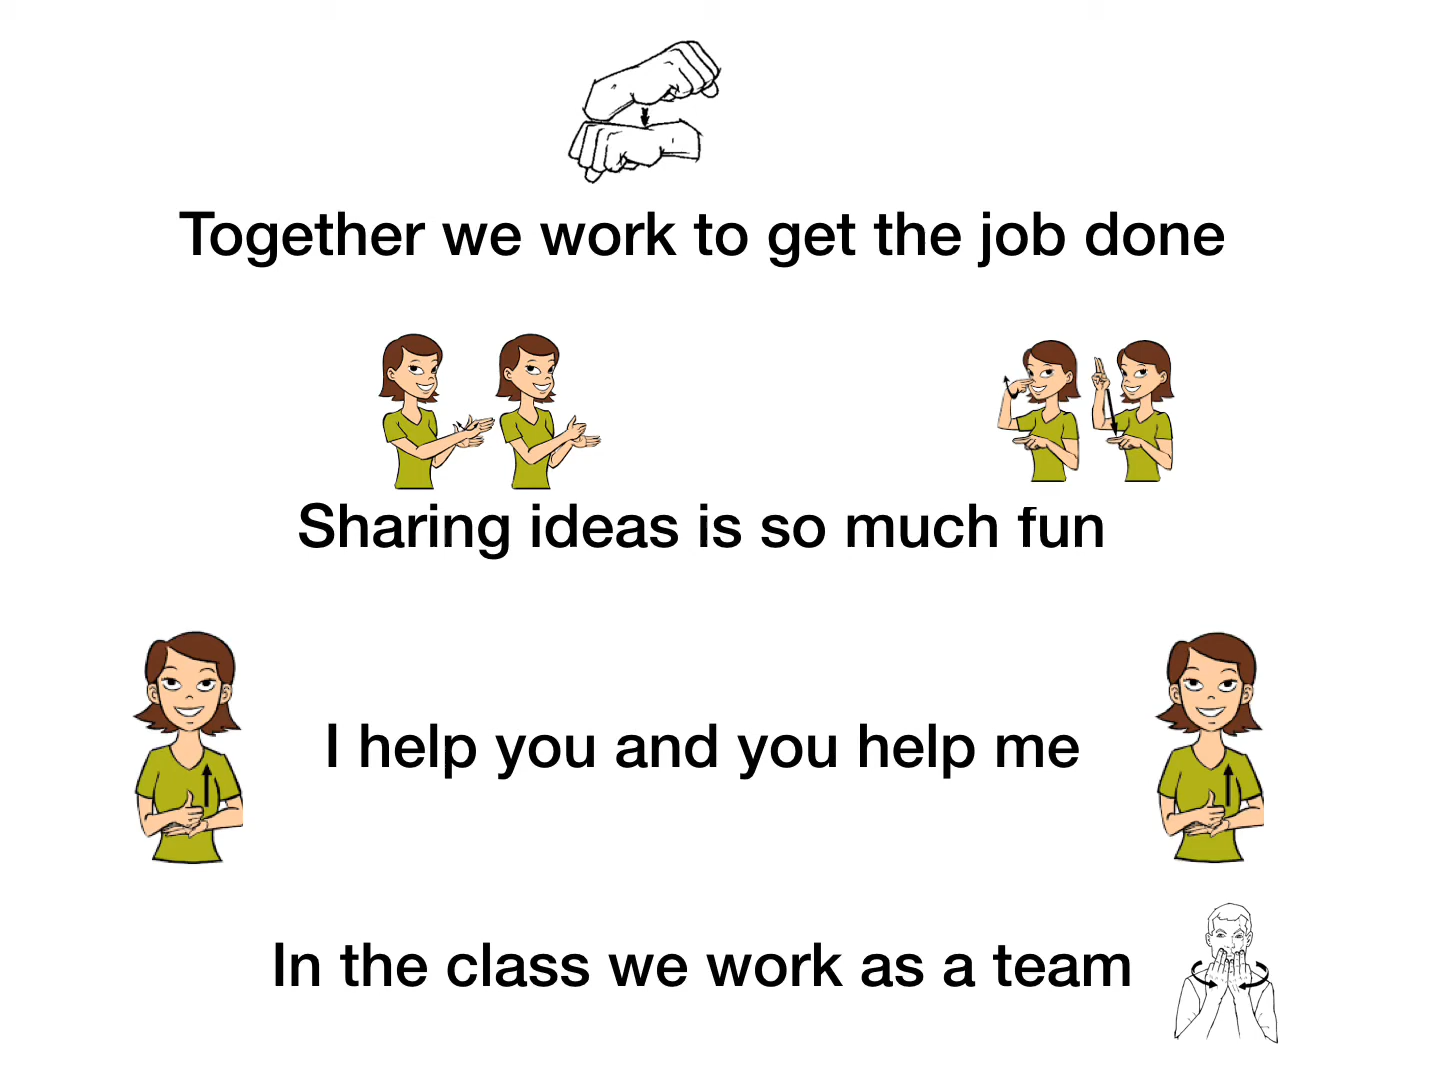 Together we work to get the job done
Sharing ideas is so much fun
I help you and you help me
In the class we work as a team